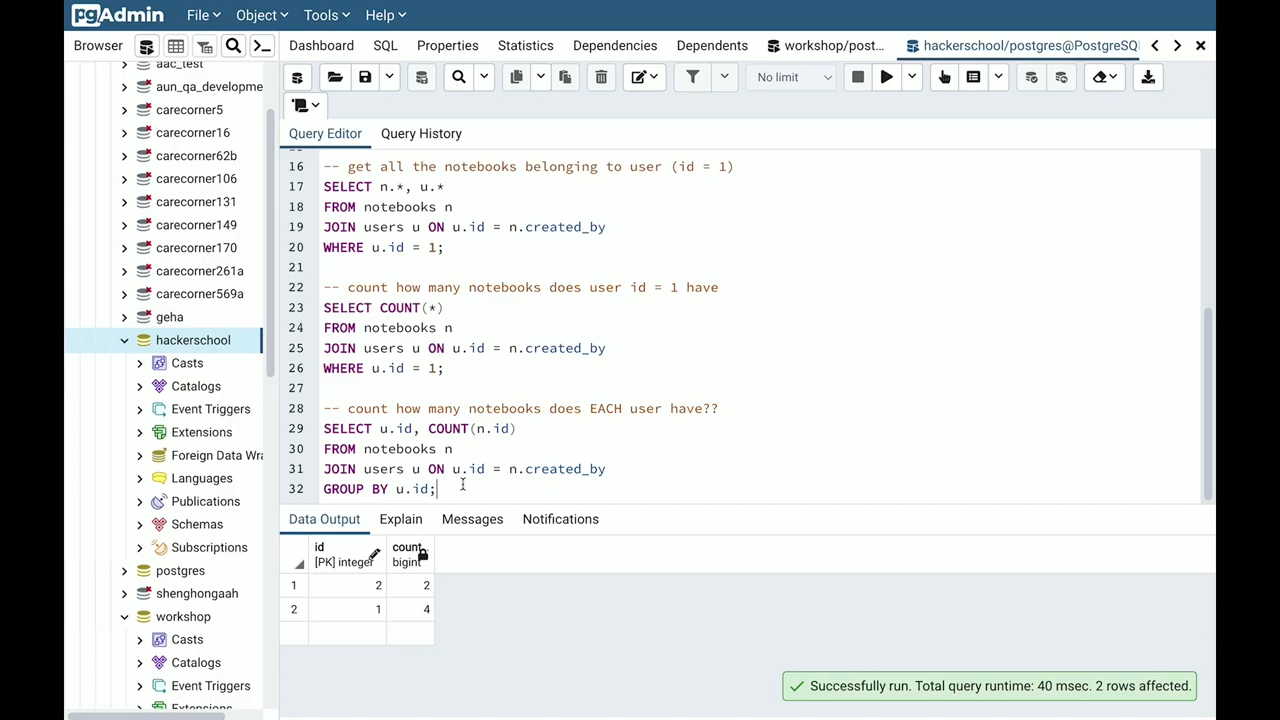 pgAdmin File Object Tools Help
Browser Dashboard SQL Properties Statistics Dependencies Dependents workshop/post... hackerschool/postgres@PostgreSQ
No limit
Query Editor Query History
aac_test
aun_qa_developme
carecorner5
carecorner16
carecorner62b
carecorner106
carecorner131
carecorner149
carecorner170
carecorner261a
carecorner569a
geha
hackerschool
Casts
Catalogs
Event Triggers
Extensions
Foreign Data Wra
Languages
Publications
Schemas
Subscriptions
postgres
shenghongaah
workshop
Casts
Catalogs
Event Triggers
Extensions
16 -- get all the notebooks belonging to user (id = 1)
17 SELECT n.*, u.*
18 FROM notebooks n
19 JOIN users u ON u.id = n.created_by
20 WHERE u.id = 1;
21
22 -- count how many notebooks does user id = 1 have
23 SELECT COUNT(*)
24 FROM notebooks n
25 JOIN users u ON u.id = n.created_by
26 WHERE u.id = 1;
27
28 -- count how many notebooks does EACH user have??
29 SELECT u.id, COUNT(n.id)
30 FROM notebooks n
31 JOIN users u ON u.id = n.created_by
32 GROUP BY u.id;
Data Output Explain Messages Notifications
id count
[PK] integer bigint
1 2 2
2 1 4
Successfully run. Total query runtime: 40 msec. 2 rows affected.